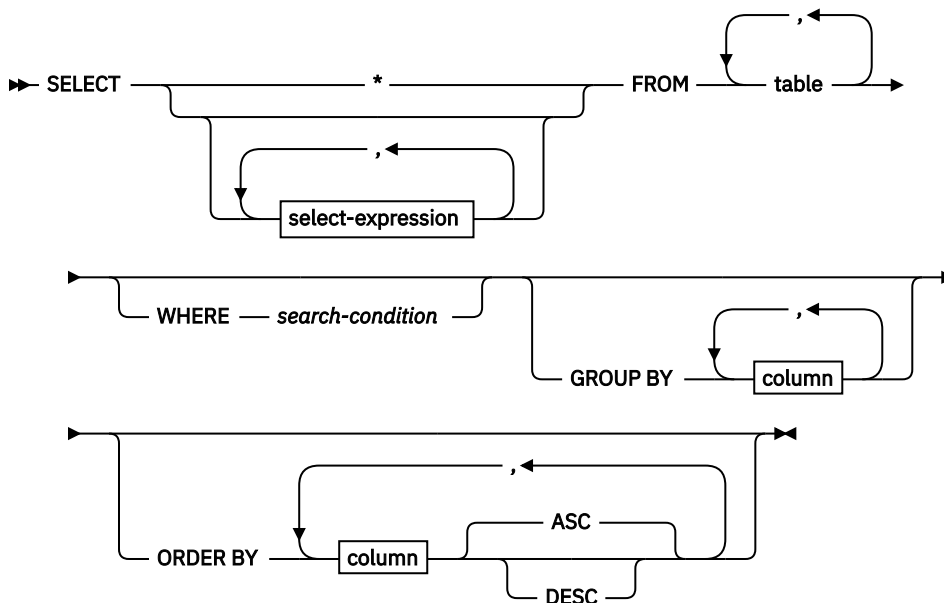 ,
SELECT * FROM table
,
select-expression
WHERE search-condition
,
GROUP BY column
,
ASC
ORDER BY column
DESC